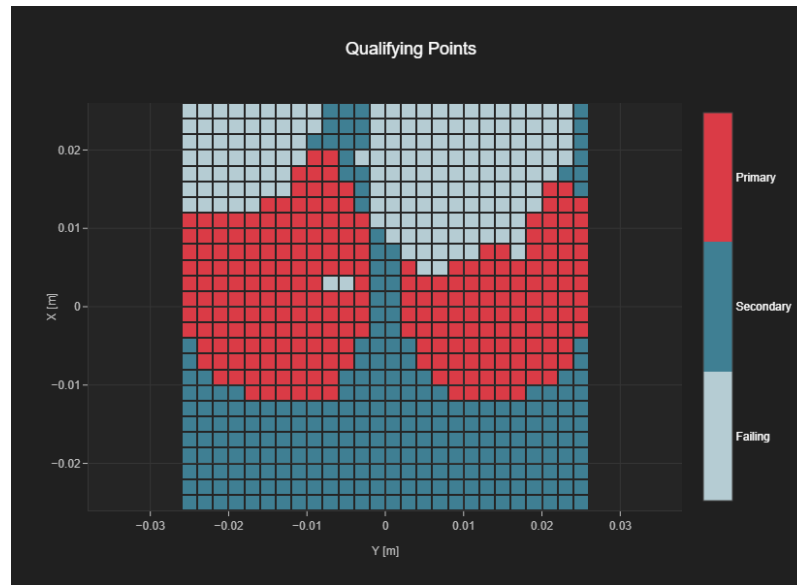 Qualifying Points
X [m]
0.02
0.01
0
−0.01
−0.02
−0.03
−0.02
−0.01
0
0.01
0.02
0.03
Y [m]
Primary
Secondary
Failing